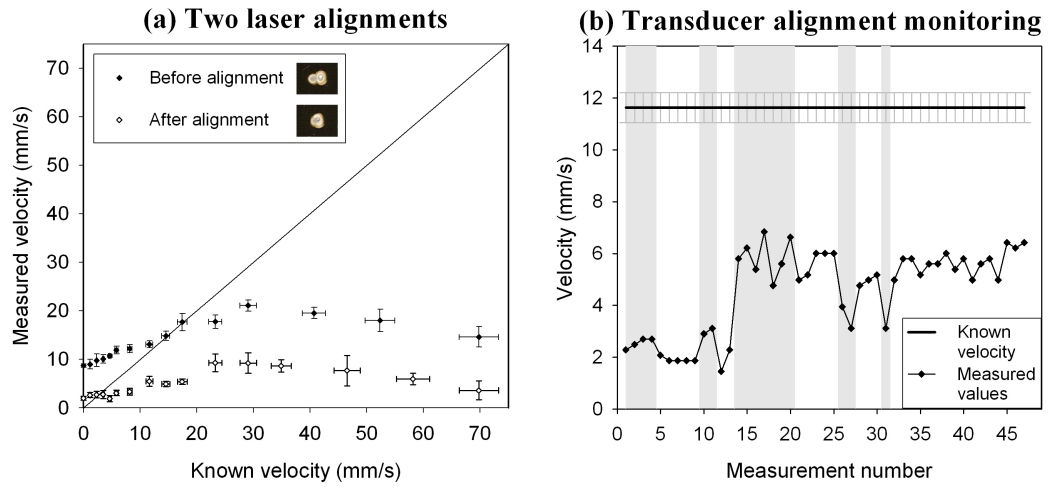 (a) Two laser alignments
Measured velocity (mm/s)
70
60
50
40
30
20
10
0
Before alignment
After alignment
0 10 20 30 40 50 60 70
Known velocity (mm/s)
(b) Transducer alignment monitoring
Velocity (mm/s)
14
12
10
8
6
4
2
0
Known
velocity
Measured
values
0 5 10 15 20 25 30 35 40 45
Measurement number